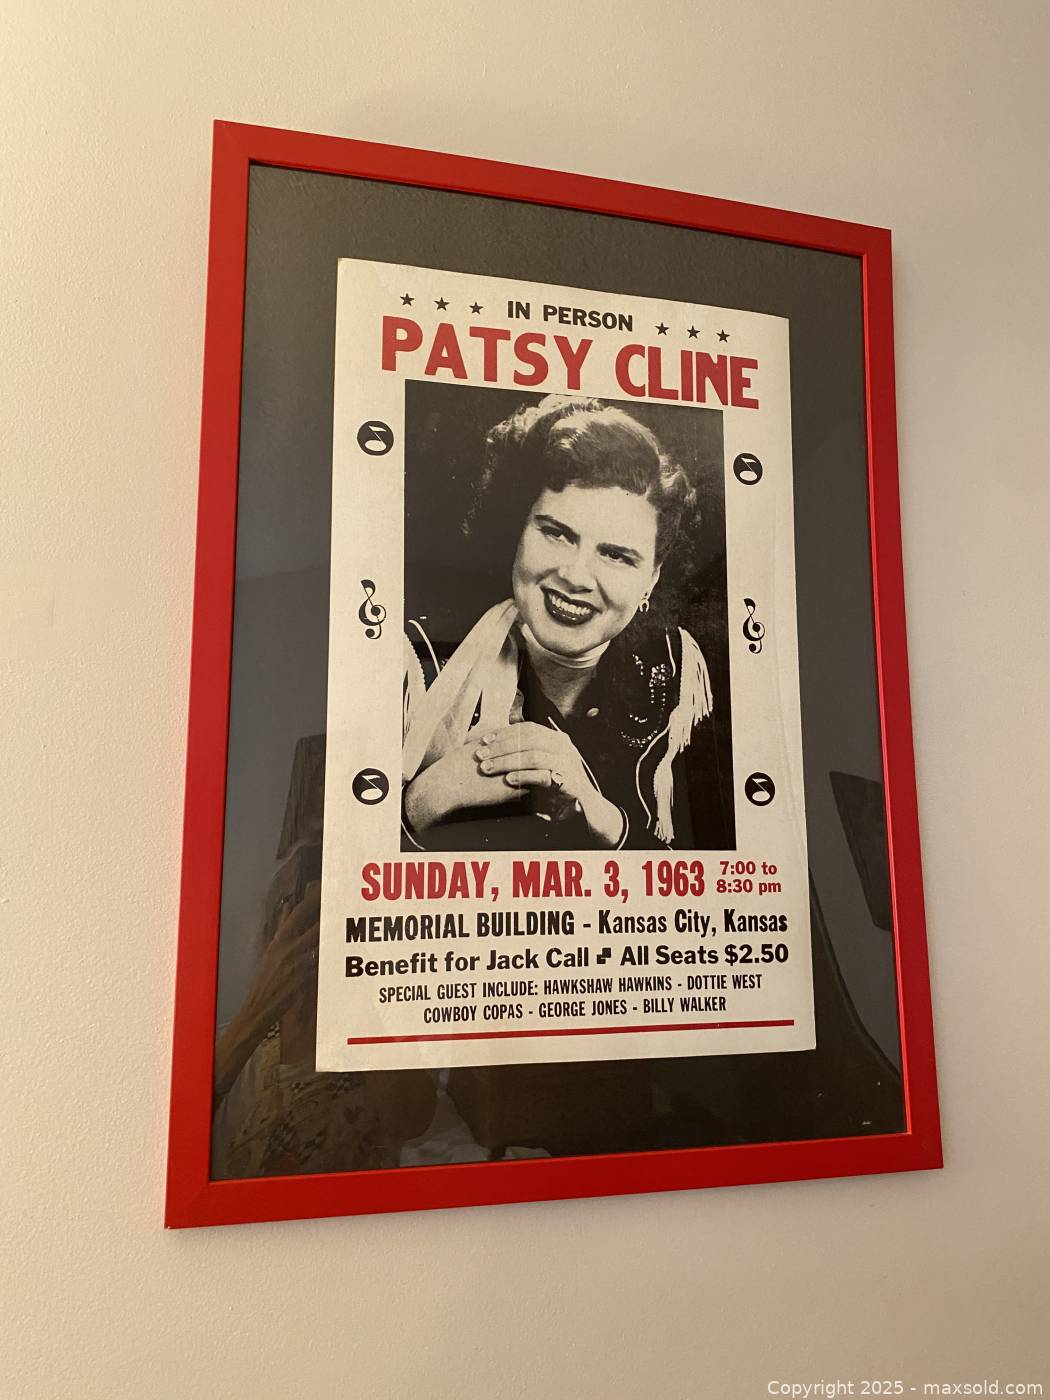 ★ ★ ★ IN PERSON ★ ★ ★
PATSY CLINE
SUNDAY, MAR. 3, 1963 7:00 to 8:30 pm
MEMORIAL BUILDING - Kansas City, Kansas
Benefit for Jack Call All Seats $2.50
SPECIAL GUEST INCLUDE: HAWKSHAW HAWKINS - DOTTIE WEST
COWBOY COPAS - GEORGE JONES - BILLY WALKER
Copyright 2025 - maxsold.com